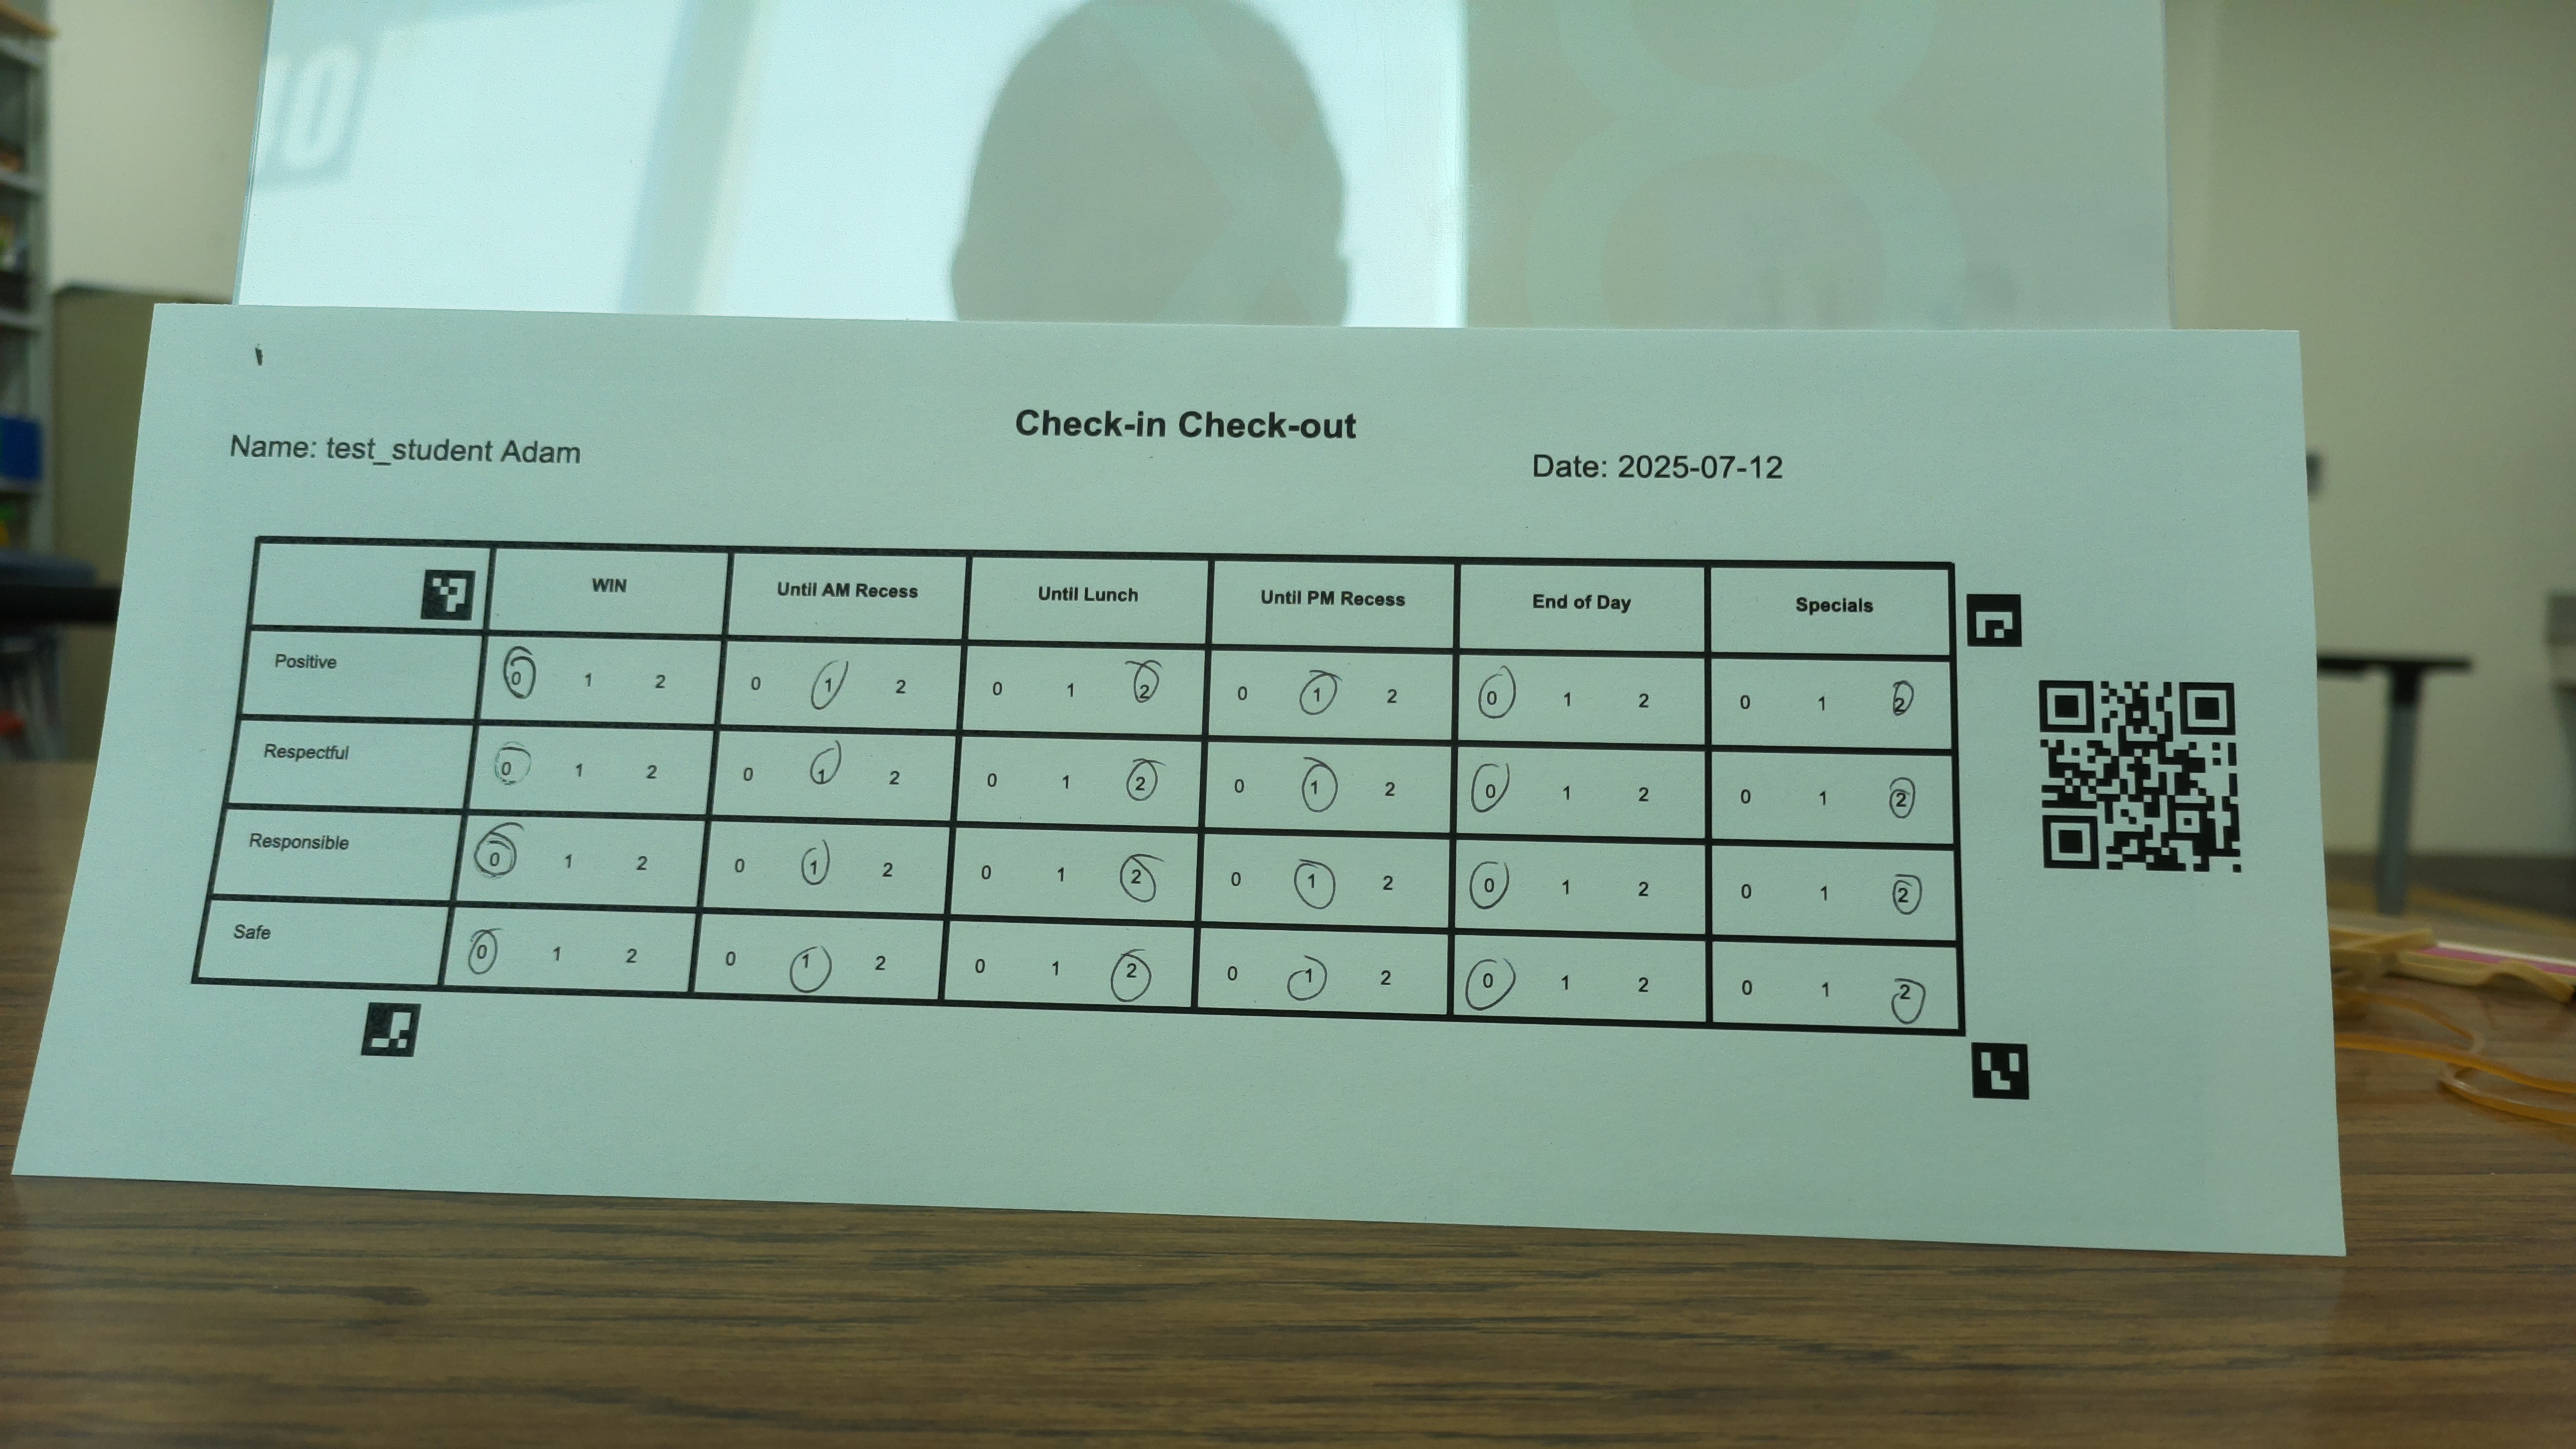 10
Check-in Check-out
Name: test_student Adam
Date: 2025-07-12
WIN Until AM Recess Until Lunch Until PM Recess End of Day Specials
Positive 0 1 2 0 1 2 0 1 2 0 1 2 0 1 2 0 1 2
Respectful 0 1 2 0 1 2 0 1 2 0 1 2 0 1 2 0 1 2
Responsible 0 1 2 0 1 2 0 1 2 0 1 2 0 1 2 0 1 2
Safe 0 1 2 0 1 2 0 1 2 0 1 2 0 1 2 0 1 2